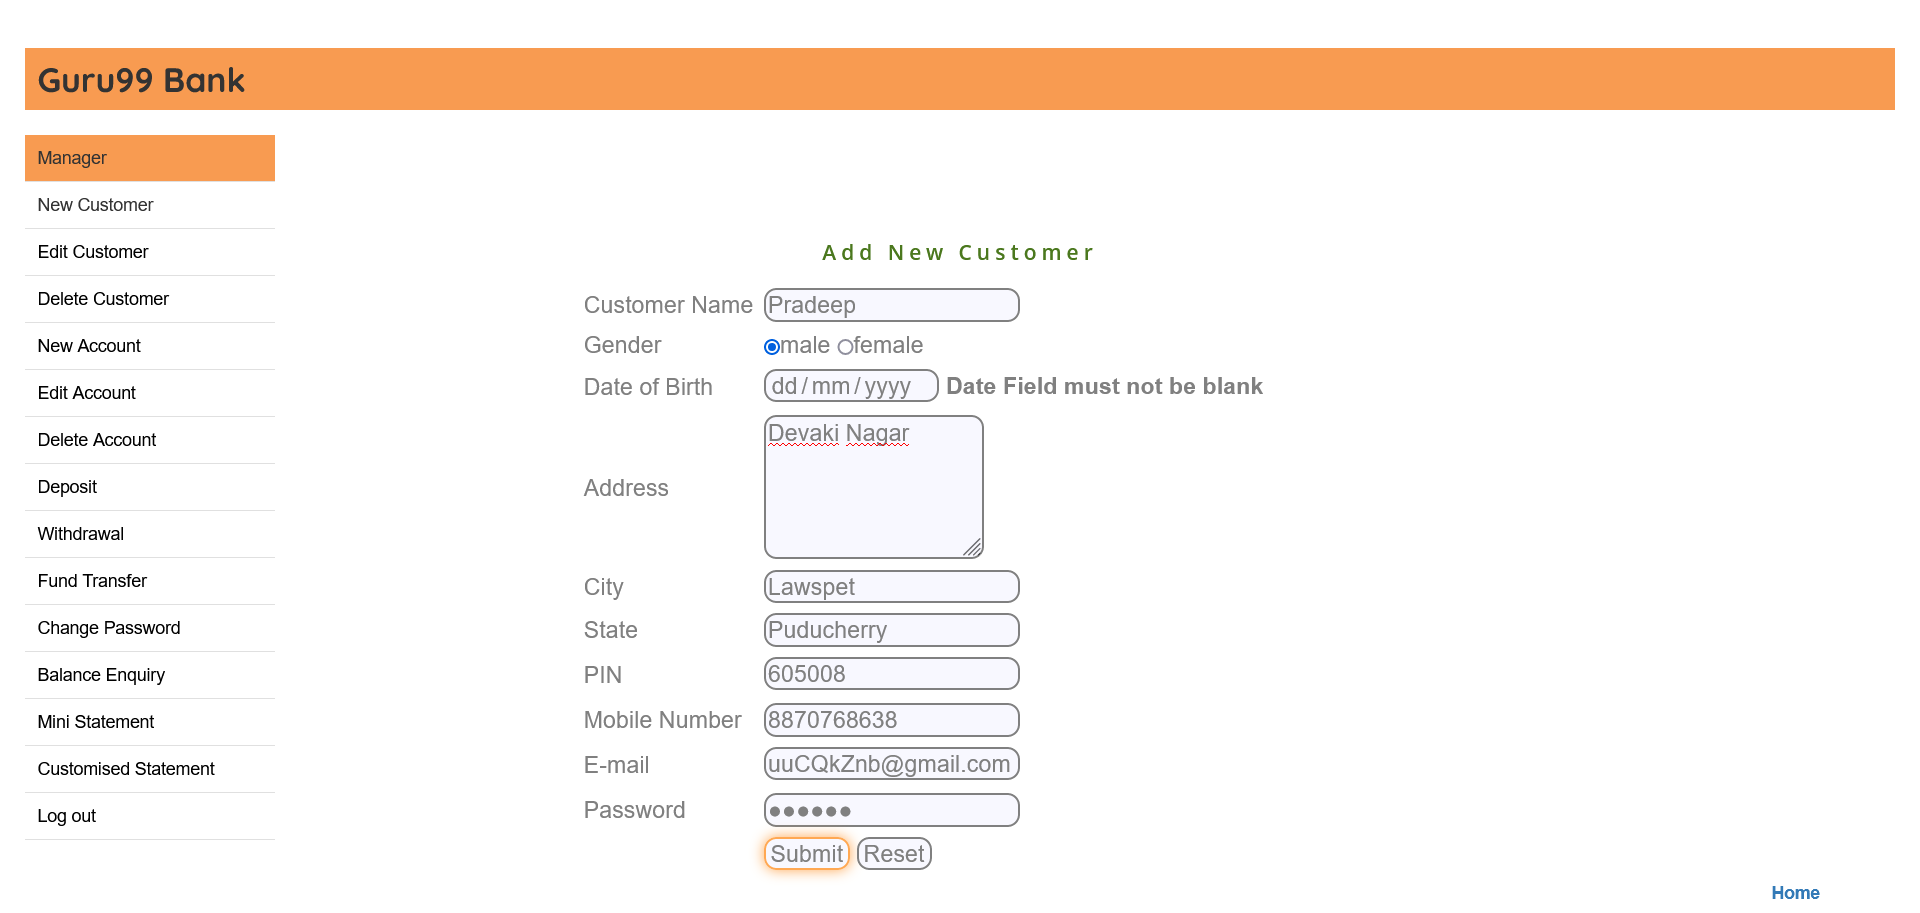 Guru99 Bank
Manager
New Customer
Edit Customer
Delete Customer
New Account
Edit Account
Delete Account
Deposit
Withdrawal
Fund Transfer
Change Password
Balance Enquiry
Mini Statement
Customised Statement
Log out
Add New Customer
Customer Name Pradeep
Gender male female
Date of Birth dd/mm/yyyy Date Field must not be blank
Address Devaki Nagar
City Lawspet
State Puducherry
PIN 605008
Mobile Number 8870768638
E-mail uuCQkZnb@gmail.com
Password ●●●●●●
Submit Reset
Home